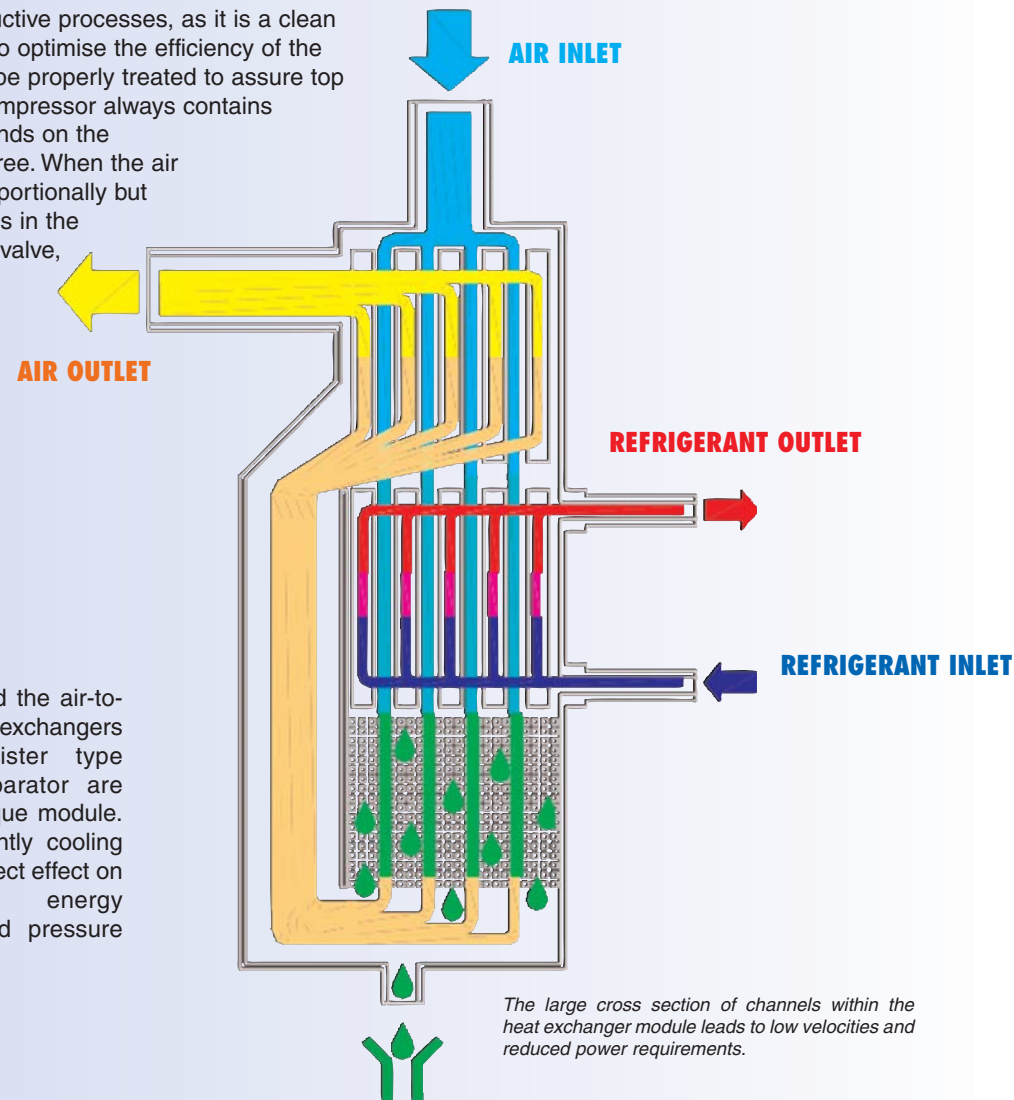 uctive processes, as it is a clean
o optimise the efficiency of the
be properly treated to assure top
ompressor always contains
nds on the
ree. When the air
portionally but
s in the
valve,
AIR INLET
AIR OUTLET
REFRIGERANT OUTLET
REFRIGERANT INLET
d the air-to-
exchangers
ister type
parator are
que module.
ntly cooling
ect effect on
energy
d pressure
The large cross section of channels within the
heat exchanger module leads to low velocities and
reduced power requirements.